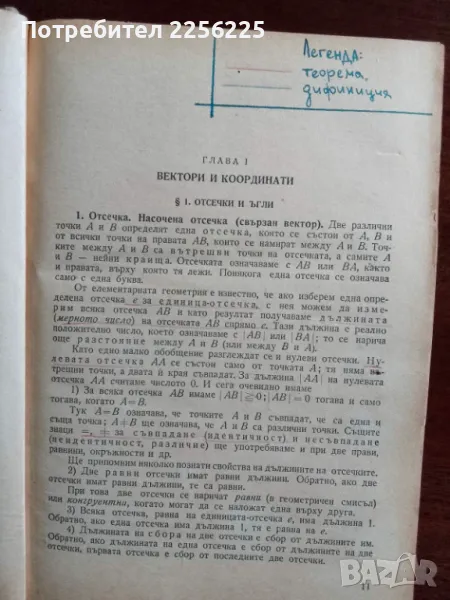 Потребител 2256225
Легенда:
теорема,
дифиниция
ГЛАВА I
ВЕКТОРИ И КООРДИНАТИ
§ 1. ОТСЕЧКИ И ЪГЛИ
1. Отсечка. Насочена отсечка (свързан вектор). Две различни
точки A и B определят една отсечка, която се състои от A, B и
от всички точки на правата AB, които се намират между A и B. Точ-
ките между A и B са вътрешни точки на отсечката, а самите A
и B — нейни краища. Отсечката означаваме с AB или BA, както
и правата, върху която тя лежи. Понякога една отсечка се означава
само с една буква.
От елементарната геометрия е известно, че ако изберем една опре-
делена отсечка e за единица-отсечка, с нея можем да изме-
рим всяка отсечка AB и като резултат получаваме дължината
(мерното число) на отсечката AB спрямо e. Тази дължина е реално
положително число, което означаваме с |AB| или |BA|; то се нарича
още разстояние между A и B (или между B и A).
Като едно малко обобщение разглеждат се и нулеви отсечки. Ну-
левата отсечка AA се състои само от точката A; тя няма въ-
трешни точки, а двата ѝ края съвпадат. За дължина |AA| на нулевата
отсечка AA считаме числото 0. И сега очевидно имаме
1) За всяка отсечка AB имаме |AB|≧0; |AB|=0 тогава и само
тогава, когато A=B.
Тук A=B означава, че точките A и B съвпадат, че са една и
съща точка; A≠B ще означава, че A и B са различни точки. Същите
знаци =, ≠ за съвпадане (идентичност) и несъвпадане
(неидентичност, различие) ще употребяваме и при две прави,
равнини, окръжности и др.
Ще припомним няколко познати свойства на дължините на отсечките.
2) Две равни отсечки имат равни дължини. Обратно, ако две
отсечки имат равни дължини, те са равни.
При това две отсечки се наричат равни (в геометричен смисъл)
или конгруентни, когато могат да се наложат една върху друга.
3) Всяка отсечка, равна на единицата-отсечка e, има дължина 1.
Обратно, ако една отсечка има дължина 1, тя е равна на e.
4) Дължината на сбора на две отсечки е сбор от дължините им.
Обратно, ако дължината на една отсечка е сбор от дължините на две
отсечки, първата отсечка е сбор от последните две отсечки.
11
BAZAR